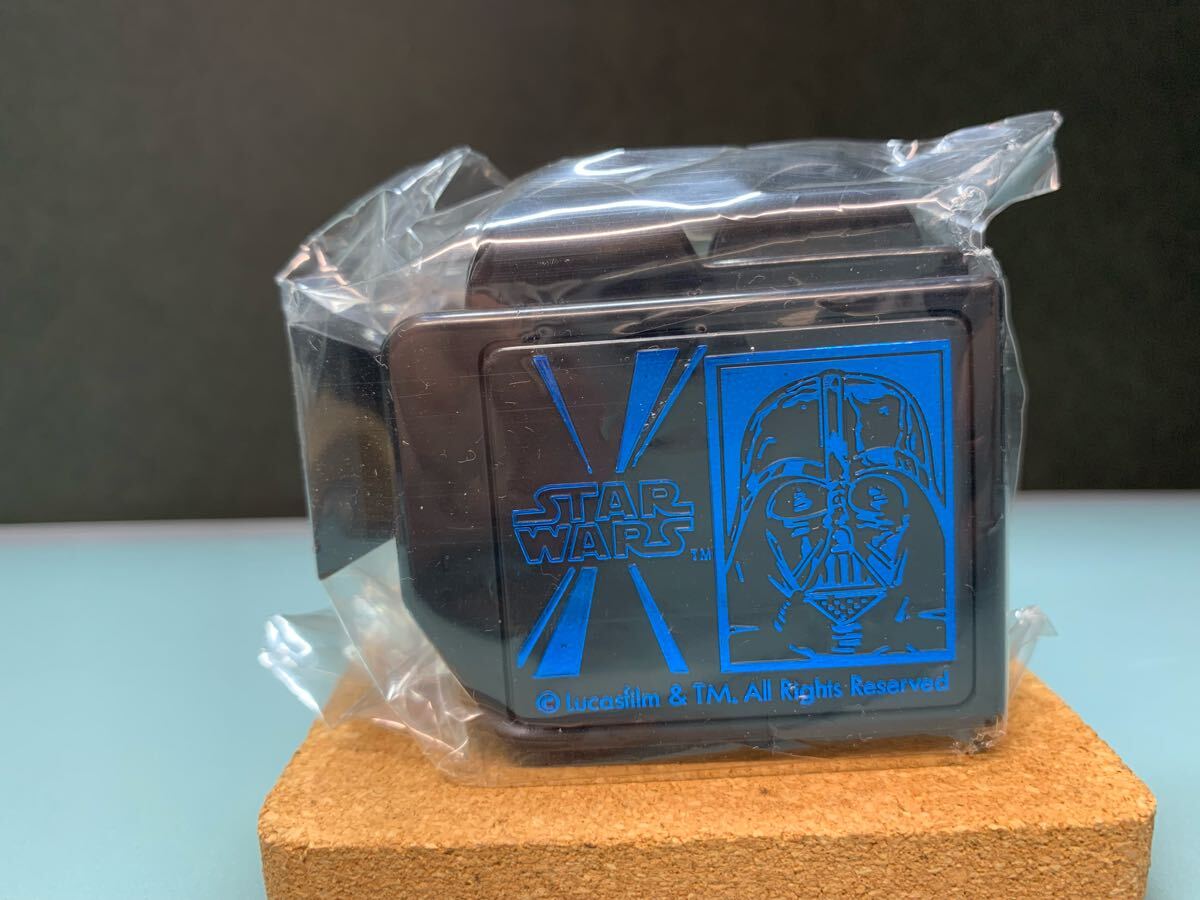 STAR
WARS
TM
© Lucasfilm & TM. All Rights Reserved